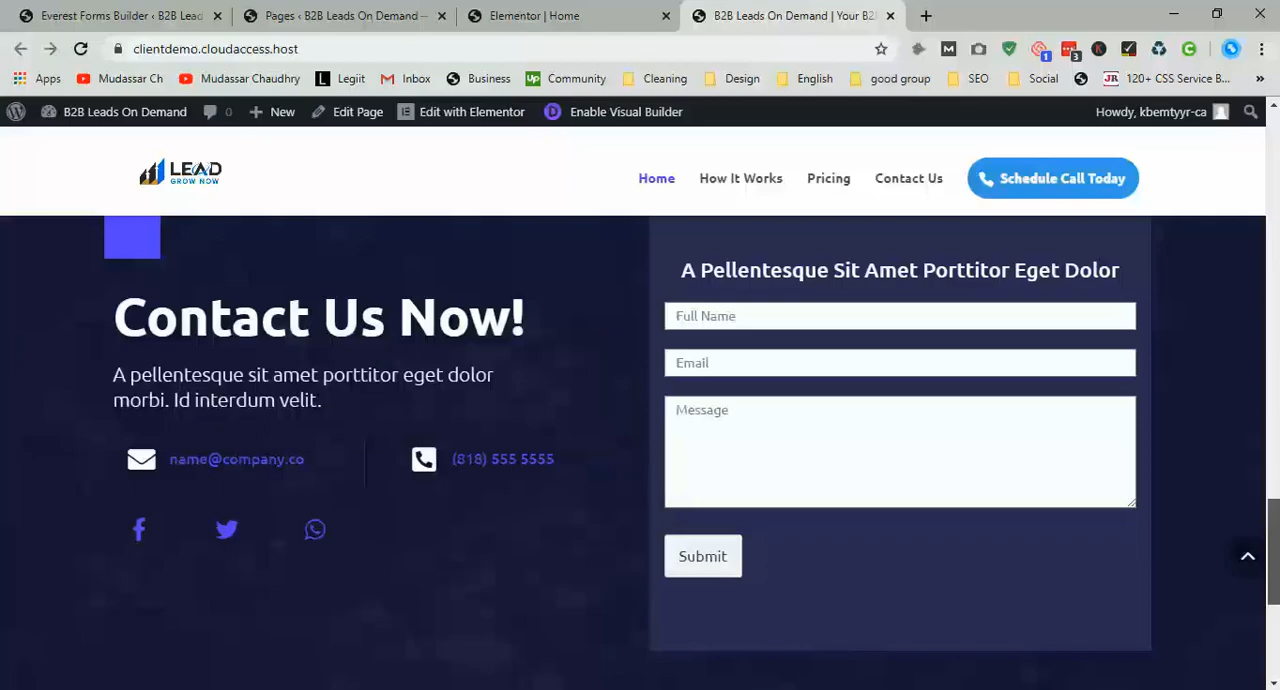 Everest Forms Builder ‹ B2B Lead
Pages ‹ B2B Leads On Demand —
Elementor | Home
B2B Leads On Demand | Your B2
clientdemo.cloudaccess.host
Apps
Mudassar Ch
Mudassar Chaudhry
Legiit
Inbox
Business
Community
Cleaning
Design
English
good group
SEO
Social
120+ CSS Service B...
B2B Leads On Demand
0
New
Edit Page
Edit with Elementor
Enable Visual Builder
Howdy, kbemtyyr-ca
LEAD
GROW NOW
Home
How It Works
Pricing
Contact Us
Schedule Call Today
Contact Us Now!
A pellentesque sit amet porttitor eget dolor
morbi. Id interdum velit.
name@company.co
(818) 555 5555
A Pellentesque Sit Amet Porttitor Eget Dolor
Full Name
Email
Message
Submit